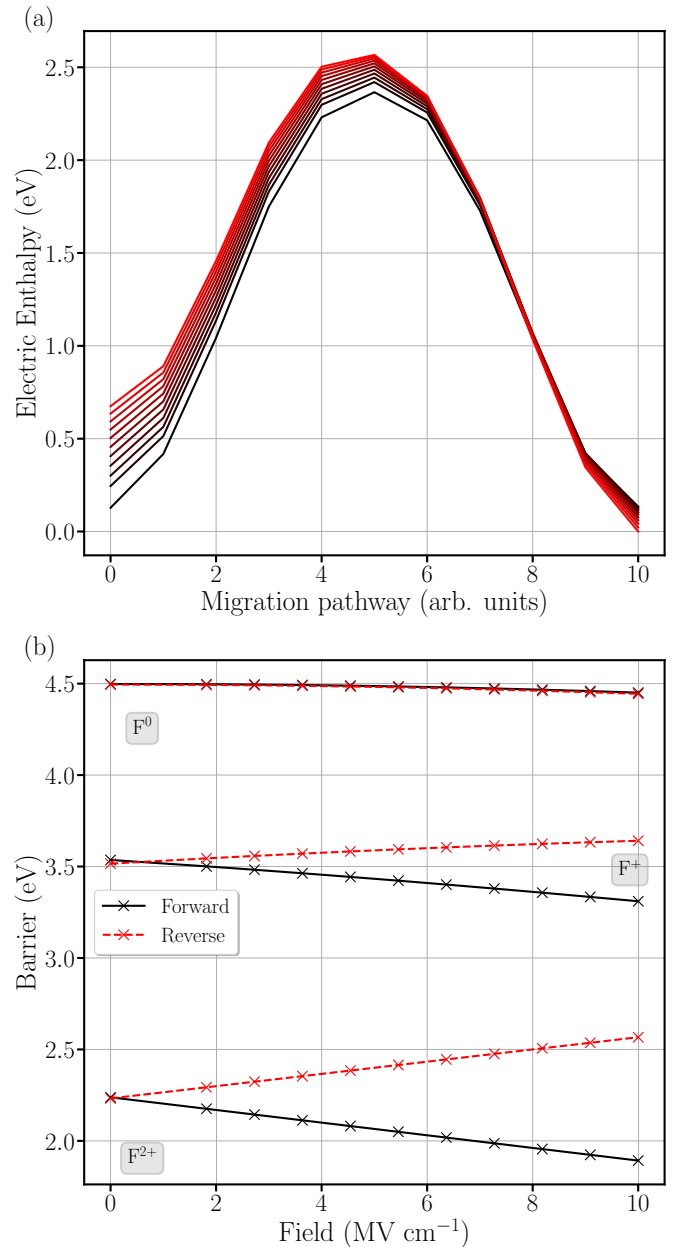 (a)
Electric Enthalpy (eV)
2.5
2.0
1.5
1.0
0.5
0.0
0 2 4 6 8 10
Migration pathway (arb. units)
(b)
Barrier (eV)
4.5
4.0
3.5
3.0
2.5
2.0
F⁰
F⁺
Forward
Reverse
F²⁺
0 2 4 6 8 10
Field (MV cm⁻¹)